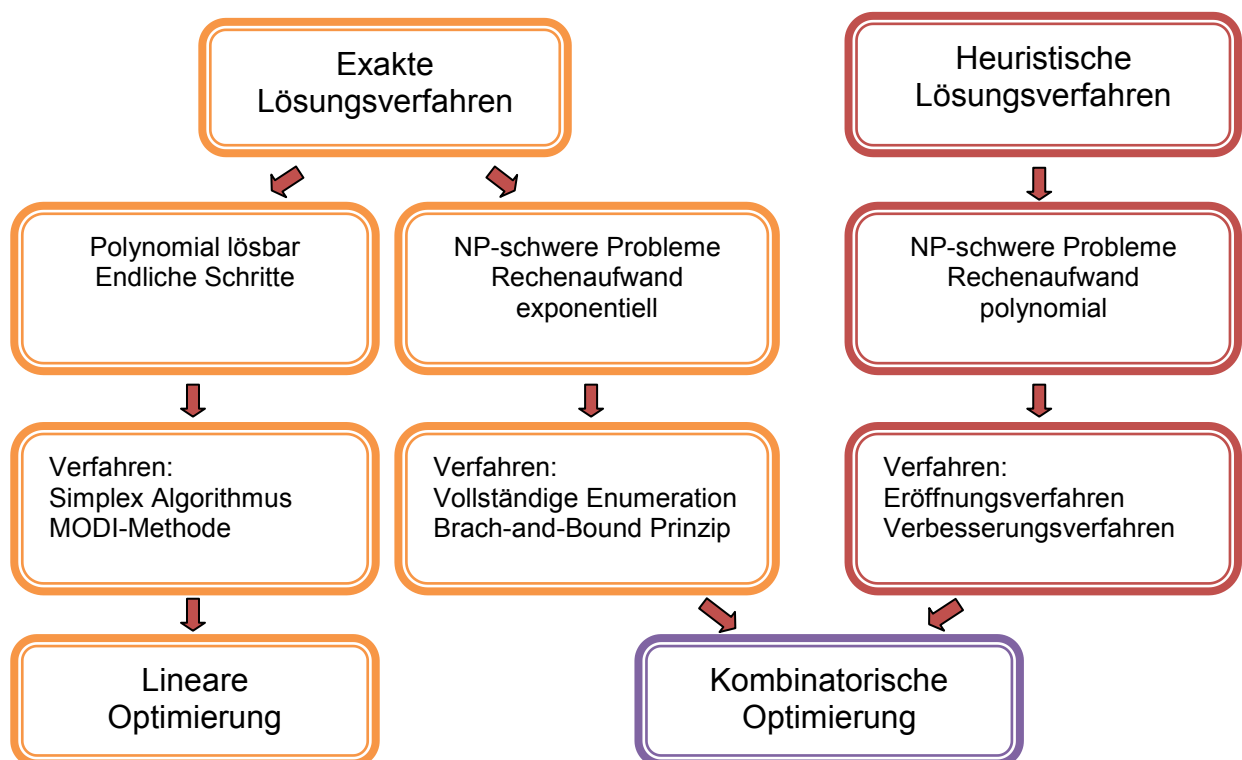 Exakte
Lösungsverfahren
Heuristische
Lösungsverfahren
Polynomial lösbar
Endliche Schritte
NP-schwere Probleme
Rechenaufwand
exponentiell
NP-schwere Probleme
Rechenaufwand
polynomial
Verfahren:
Simplex Algorithmus
MODI-Methode
Verfahren:
Vollständige Enumeration
Brach-and-Bound Prinzip
Verfahren:
Eröffnungsverfahren
Verbesserungsverfahren
Lineare
Optimierung
Kombinatorische
Optimierung